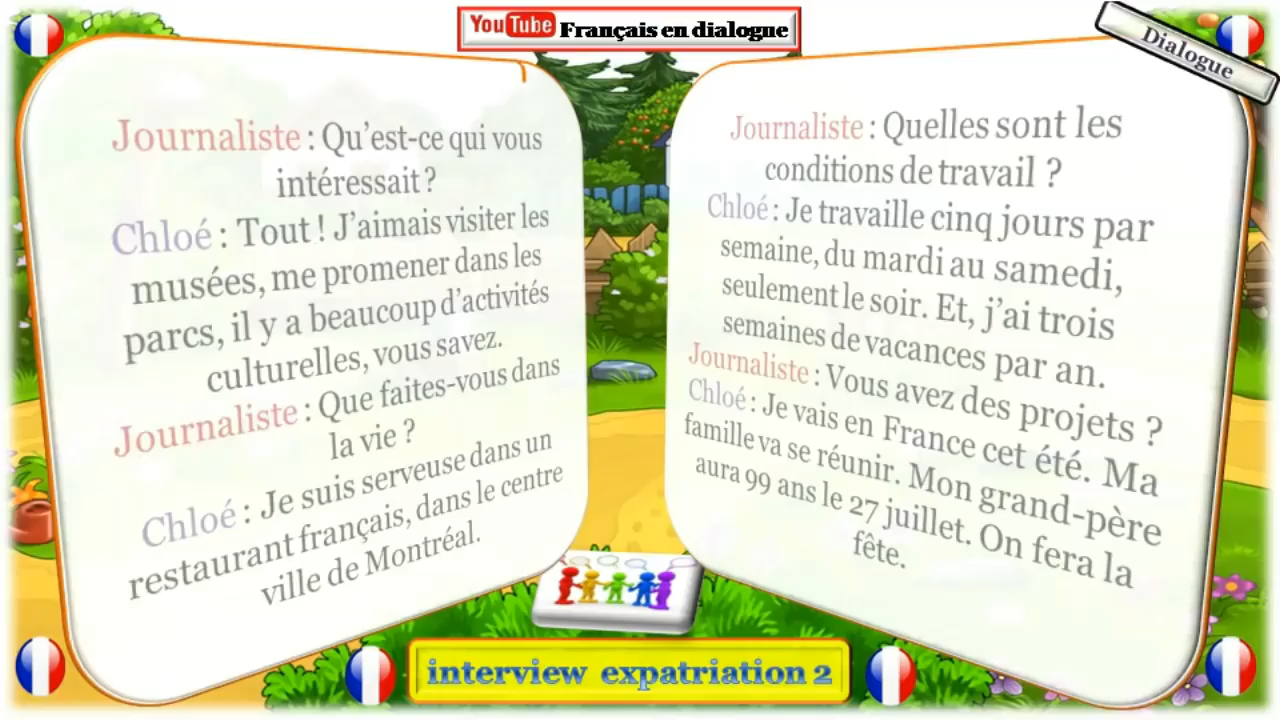 YouTube Français en dialogue
Dialogue
Journaliste : Qu’est-ce qui vous
intéressait ?
Chloé : Tout ! J’aimais visiter les
musées, me promener dans les
parcs, il y a beaucoup d’activités
culturelles, vous savez.
Journaliste : Que faites-vous dans
la vie ?
Chloé : Je suis serveuse dans un
restaurant français, dans le centre
ville de Montréal.
Journaliste : Quelles sont les
conditions de travail ?
Chloé : Je travaille cinq jours par
semaine, du mardi au samedi,
seulement le soir. Et, j’ai trois
semaines de vacances par an.
Journaliste : Vous avez des projets ?
Chloé : Je vais en France cet été. Ma
famille va se réunir. Mon grand-père
aura 99 ans le 27 juillet. On fera la
fête.
interview expatriation 2